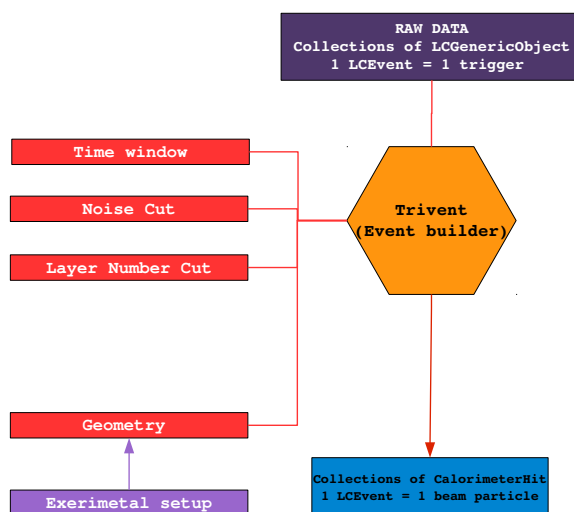 RAW DATA
Collections of LCGenericObject
1 LCEvent = 1 trigger
Time window
Noise Cut
Layer Number Cut
Trivent
(Event builder)
Geometry
Exerimetal setup
Collections of CalorimeterHit
1 LCEvent = 1 beam particle